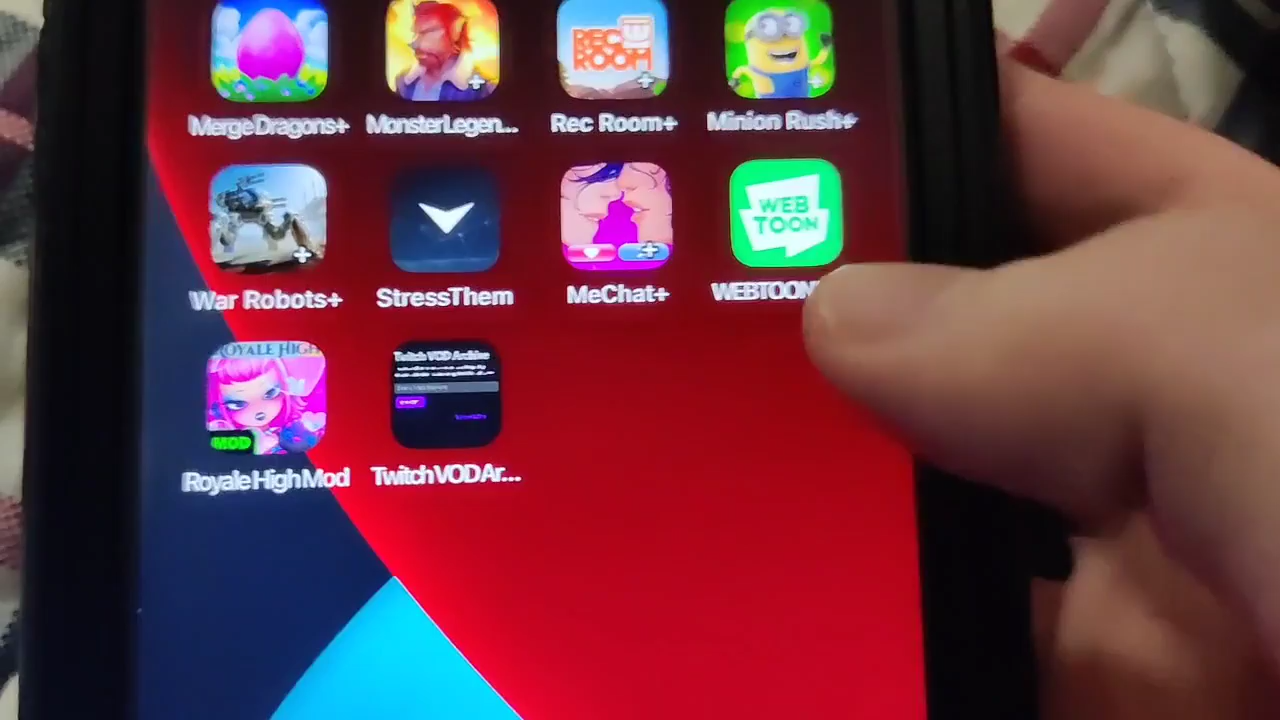 REC ROOM
MergeDragons+
MonsterLegen...
Rec Room+
Minion Rush+
WEB TOON
War Robots+
StressThem
MeChat+
WEBTOON
ROYALE HIGH
MOD
Twitch VOD Archive
RoyaleHighMod
TwitchVODAr...